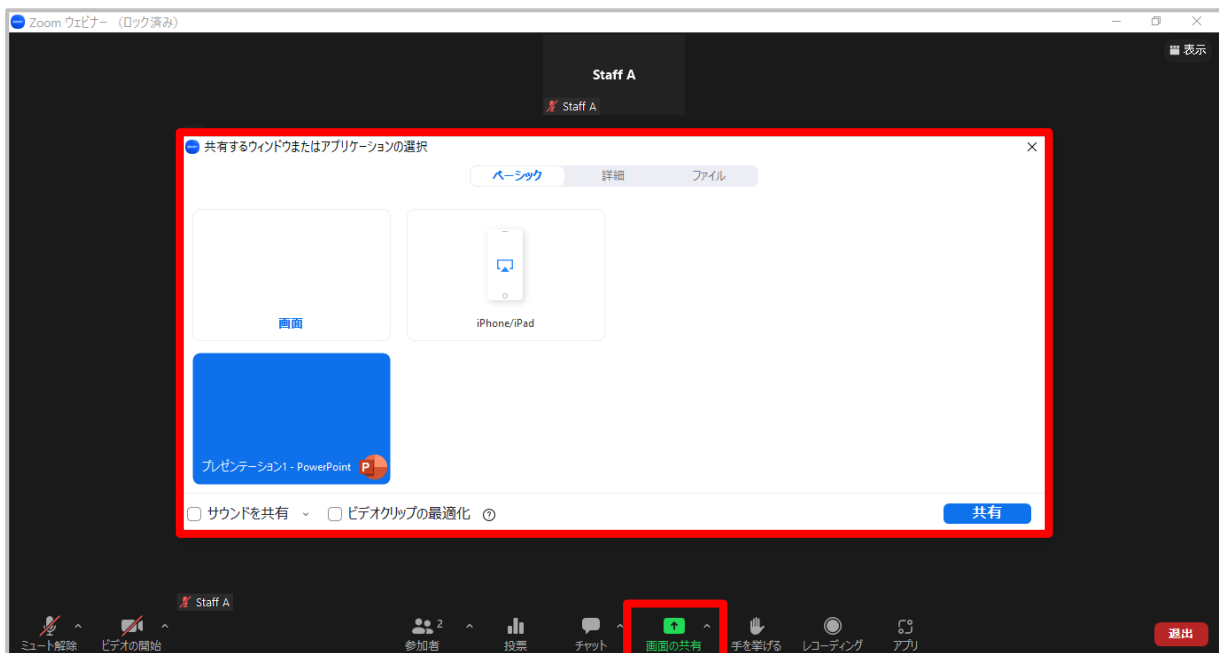 Zoom ウェビナー （ロック済み）
表示
Staff A
Staff A
共有するウィンドウまたはアプリケーションの選択
ベーシック 詳細 ファイル
画面
iPhone/iPad
プレゼンテーション1 - PowerPoint
サウンドを共有 ビデオクリップの最適化
共有
Staff A
2
ミュート解除 ビデオの開始 参加者 投票 チャット 画面の共有 手を挙げる レコーディング アプリ 退出